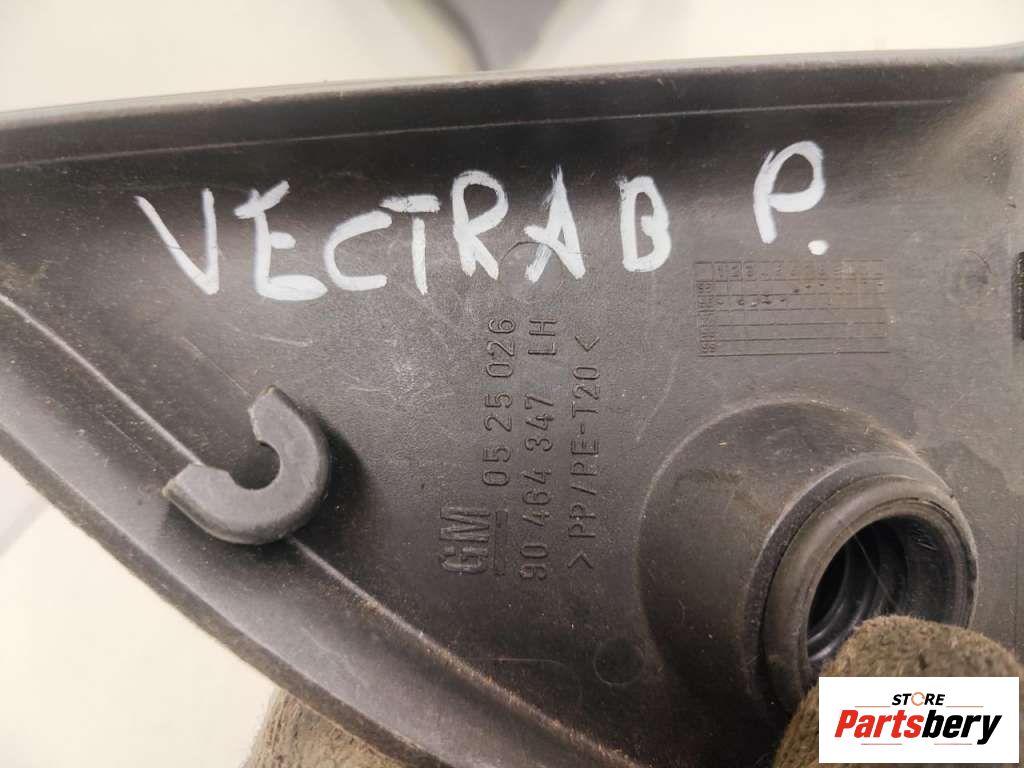 VECTRA B P.
GM
05 25 026
90 464 347 LH
>PP/PE-T20<
STORE
Partsbery